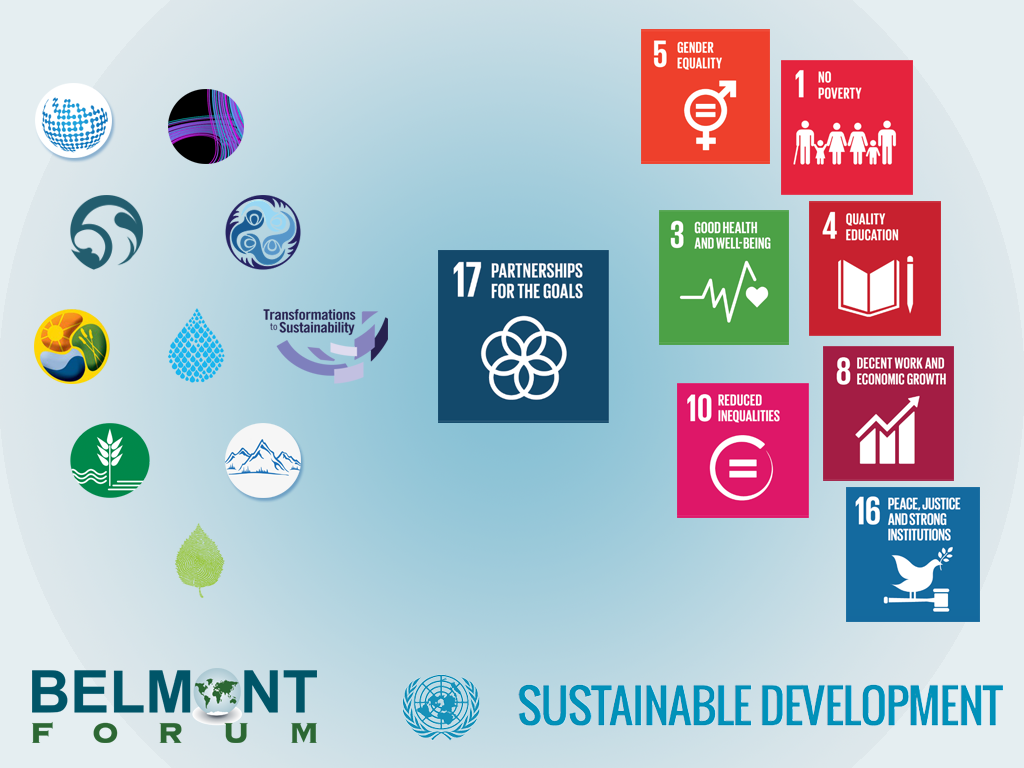 5 GENDER
EQUALITY
1 NO
POVERTY
3 GOOD HEALTH
AND WELL-BEING
4 QUALITY
EDUCATION
Transformations
to Sustainability
17 PARTNERSHIPS
FOR THE GOALS
8 DECENT WORK AND
ECONOMIC GROWTH
10 REDUCED
INEQUALITIES
16 PEACE, JUSTICE
AND STRONG
INSTITUTIONS
BELMONT
FORUM
SUSTAINABLE DEVELOPMENT